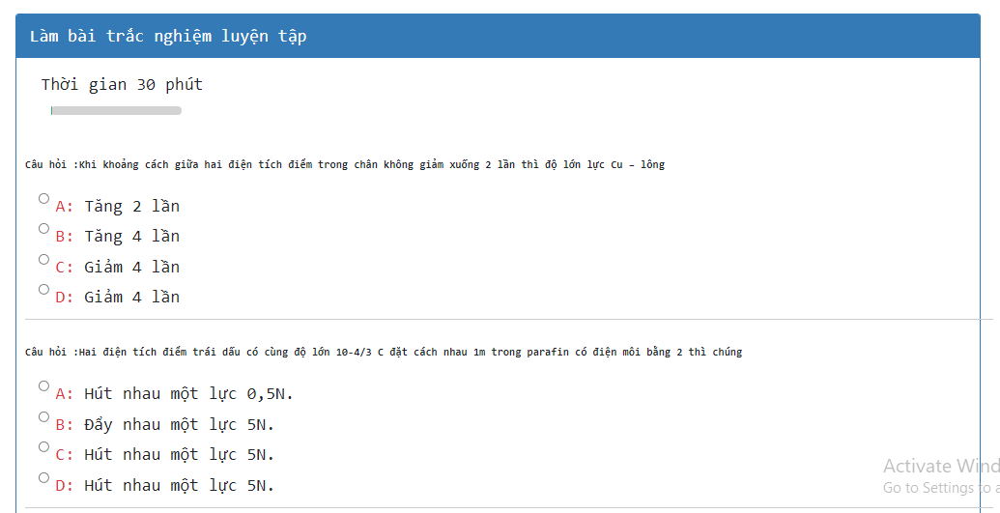 Làm bài trắc nghiệm luyện tập
Thời gian 30 phút
Câu hỏi :Khi khoảng cách giữa hai điện tích điểm trong chân không giảm xuống 2 lần thì độ lớn lực Cu – lông
A: Tăng 2 lần
B: Tăng 4 lần
C: Giảm 4 lần
D: Giảm 4 lần
Câu hỏi :Hai điện tích điểm trái dấu có cùng độ lớn 10-4/3 C đặt cách nhau 1m trong parafin có điện môi bằng 2 thì chúng
A: Hút nhau một lực 0,5N.
B: Đẩy nhau một lực 5N.
C: Hút nhau một lực 5N.
D: Hút nhau một lực 5N.
Activate Wind
Go to Settings to a